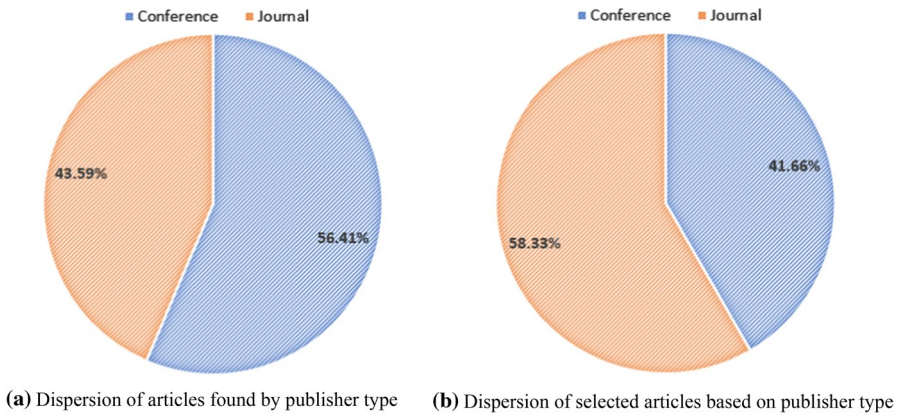 Conference Journal
43.59%
56.41%
(a) Dispersion of articles found by publisher type
Conference Journal
41.66%
58.33%
(b) Dispersion of selected articles based on publisher type